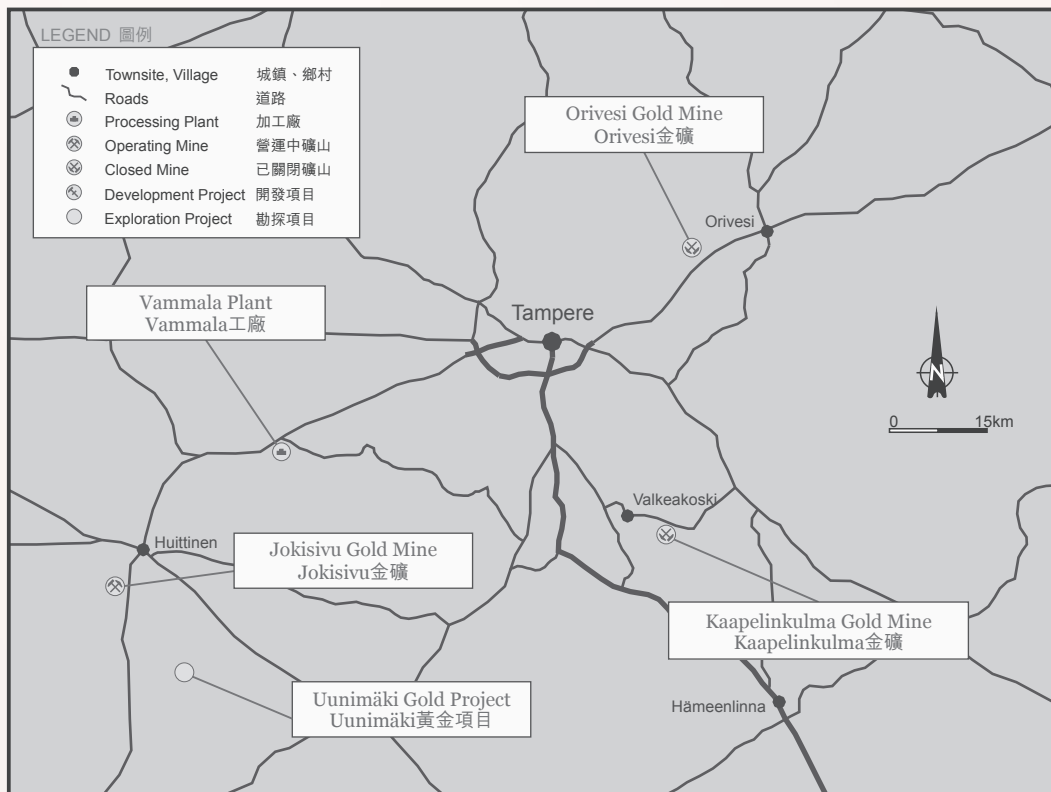 LEGEND 圖例
Townsite, Village 城鎮、鄉村
Roads 道路
Processing Plant 加工廠
Operating Mine 營運中礦山
Closed Mine 已關閉礦山
Development Project 開發項目
Exploration Project 勘探項目
Orivesi Gold Mine
Orivesi金礦
Orivesi
Vammala Plant
Vammala工廠
Tampere
N
0 15km
Valkeakoski
Huittinen
Jokisivu Gold Mine
Jokisivu金礦
Kaapelinkulma Gold Mine
Kaapelinkulma金礦
Uunimäki Gold Project
Uunimäki黃金項目
Hämeenlinna